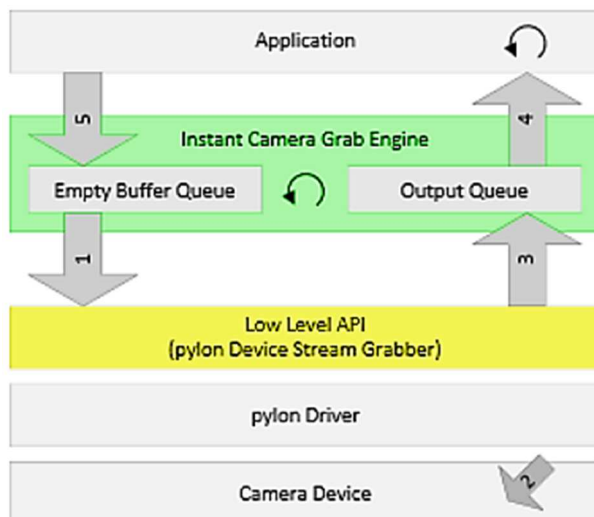 Application
5
4
Instant Camera Grab Engine
Empty Buffer Queue
Output Queue
1
3
Low Level API
(pylon Device Stream Grabber)
pylon Driver
2
Camera Device